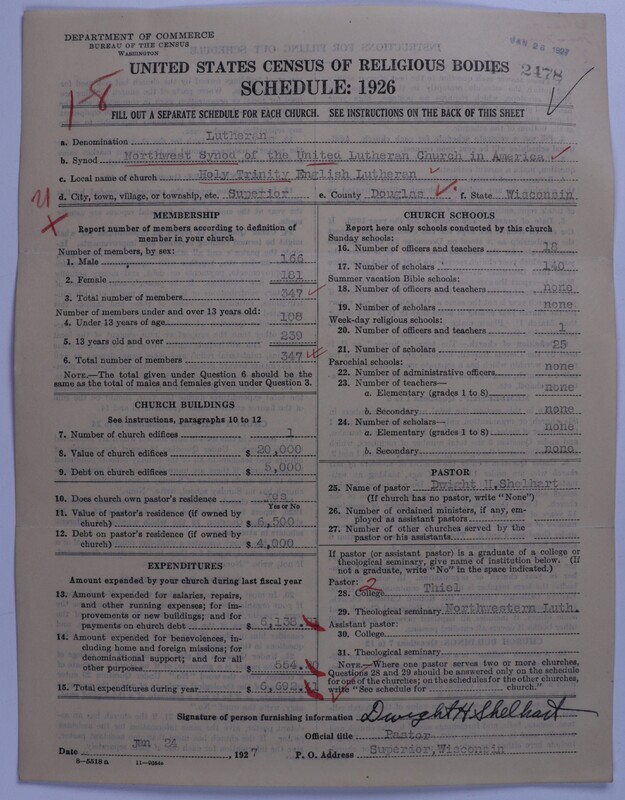 DEPARTMENT OF COMMERCE
BUREAU OF THE CENSUS
WASHINGTON
JAN 26 1927
2478
UNITED STATES CENSUS OF RELIGIOUS BODIES
SCHEDULE: 1926
1-8
FILL OUT A SEPARATE SCHEDULE FOR EACH CHURCH. SEE INSTRUCTIONS ON THE BACK OF THIS SHEET
a. Denomination Lutheran
b. Synod Northwest Synod of the United Lutheran Church in America
c. Local name of church Holy Trinity English Lutheran
d. City, town, village, or township, etc. Superior e. County Douglas f. State Wisconsin
MEMBERSHIP
Report number of members according to definition of
member in your church
Number of members, by sex:
1. Male 166
2. Female 181
3. Total number of members 347
Number of members under and over 13 years old:
4. Under 13 years of age 108
5. 13 years old and over 239
6. Total number of members 347
NOTE.—The total given under Question 6 should be
same as the total of males and females given under Question 3.
CHURCH BUILDINGS
See instructions, paragraphs 10 to 12
7. Number of church edifices 1
8. Value of church edifices $ 20,000
9. Debt on church edifices $ 5,000
10. Does church own pastor's residence yes
Yes or No
11. Value of pastor's residence (if owned by
church) $ 6,500
12. Debt on pastor's residence (if owned by
church) $ 4,000
EXPENDITURES
Amount expended by your church during last fiscal year
13. Amount expended for salaries, repairs,
and other running expenses; for im-
provements or new buildings; and for
payments on church debt $ 6,138.
14. Amount expended for benevolences, in-
cluding home and foreign missions; for
denominational support; and for all
other purposes $ 554.
15. Total expenditures during year $ 6,692.
CHURCH SCHOOLS
Report here only schools conducted by this church
Sunday schools:
16. Number of officers and teachers 18
17. Number of scholars 140
Summer vacation Bible schools:
18. Number of officers and teachers none
19. Number of scholars none
Week-day religious schools:
20. Number of officers and teachers 1
21. Number of scholars 25
Parochial schools:
22. Number of administrative officers none
23. Number of teachers—
a. Elementary (grades 1 to 8) none
b. Secondary none
24. Number of scholars—
a. Elementary (grades 1 to 8) none
b. Secondary none
PASTOR
25. Name of pastor Dwight H.Shelhart
(If church has no pastor, write "None")
26. Number of ordained ministers, if any, em-
ployed as assistant pastors
27. Number of other churches served by the
pastor or his assistants
If pastor (or assistant pastor) is a graduate of a college or
theological seminary, give name of institution below. (If
not a graduate, write "No" in the space indicated.)
Pastor: 2
28. College Thiel
29. Theological seminary Northwestern Luth.
Assistant pastor:
30. College
31. Theological seminary
NOTE.—Where one pastor serves two or more churches,
Questions 28 and 29 should be answered only on the schedule
for one of the churches; on the schedules for the other churches,
write "See schedule for church."
Signature of person furnishing information Dwight H Shelhart
Official title Pastor
Date Jan 24 1927 P. O. Address Superior,Wisconsin
8—5518a 11—9064a